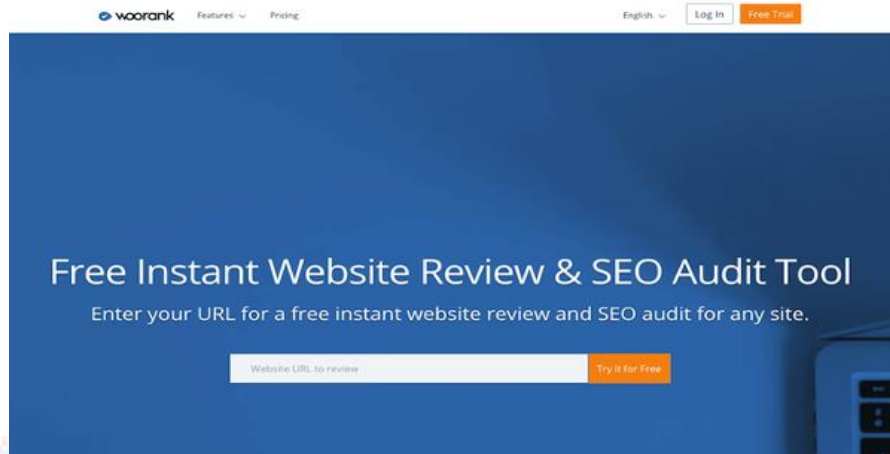 woorank
Features
Pricing
English
Log In
Free Trial
Free Instant Website Review & SEO Audit Tool
Enter your URL for a free instant website review and SEO audit for any site.
Website URL to review
Try it for Free